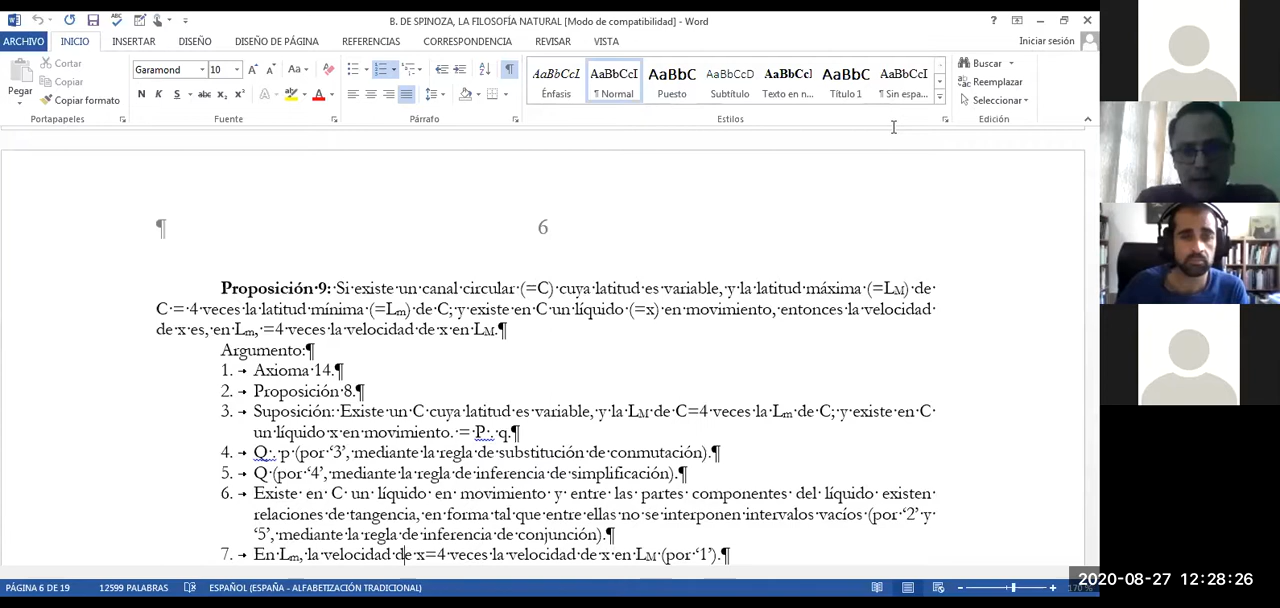 B. DE SPINOZA, LA FILOSOFÍA NATURAL [Modo de compatibilidad] - Word
ARCHIVO INICIO INSERTAR DISEÑO DISEÑO DE PÁGINA REFERENCIAS CORRESPONDENCIA REVISAR VISTA Iniciar sesión
Cortar
Copiar
Copiar formato
Pegar
Portapapeles
Garamond 10
N K S abc x₂ x²
Fuente
Párrafo
AaBbCcI AaBbCcI AaBbC AaBbCcD AaBbCcI AaBbC AaBbCcI
Énfasis ¶ Normal Puesto Subtítulo Texto en n... Título 1 ¶ Sin espa...
Estilos
Buscar
Reemplazar
Seleccionar
Edición
¶ 6
Proposición 9: Si existe un canal circular (=C) cuya latitud es variable, y la latitud máxima (=LM) de
C = 4 veces la latitud mínima (=Lm) de C; y existe en C un líquido (=x) en movimiento, entonces la velocidad
de x es, en Lm, =4 veces la velocidad de x en LM.¶
Argumento:¶
1. → Axioma 14.¶
2. → Proposición 8.¶
3. → Suposición: Existe un C cuya latitud es variable, y la LM de C=4 veces la Lm de C; y existe en C
un líquido x en movimiento. = P . q.¶
4. → Q . p (por ‘3’, mediante la regla de substitución de conmutación).¶
5. → Q (por ‘4’, mediante la regla de inferencia de simplificación).¶
6. → Existe en C un líquido en movimiento y entre las partes componentes del líquido existen
relaciones de tangencia, en forma tal que entre ellas no se interponen intervalos vacíos (por ‘2’ y
‘5’, mediante la regla de inferencia de conjunción).¶
7. → En Lm, la velocidad de x=4 veces la velocidad de x en LM (por ‘1’).¶
PÁGINA 6 DE 19 12599 PALABRAS ESPAÑOL (ESPAÑA - ALFABETIZACIÓN TRADICIONAL) 170 %
2020-08-27 12:28:26